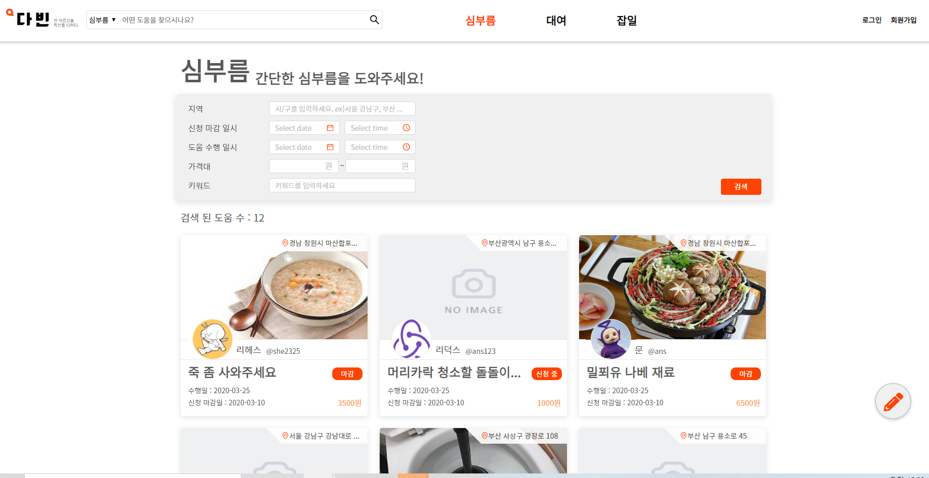 다빈
심부름 ▼ 어떤 도움을 찾으시나요?
심부름 대여 잡일
로그인 회원가입
심부름 간단한 심부름을 도와주세요!
지역 시/구를 입력하세요. ex)서울 강남구, 부산 ...
신청 마감 일시 Select date Select time
도움 수행 일시 Select date Select time
가격대 원 ~ 원
키워드 키워드를 입력하세요
검색
검색 된 도움 수 : 12
경남 창원시 마산합포...
리헤스 @she2325
죽 좀 사와주세요 마감
수행일 : 2020-03-25
신청 마감일 : 2020-03-10 3500원
부산광역시 남구 용소...
NO IMAGE
리덕스 @ans123
머리카락 청소할 돌돌이... 신청 중
수행일 : 2020-03-25
신청 마감일 : 2020-03-10 1000원
경남 창원시 마산합포...
문 @ans
밀푀유 나베 재료 마감
수행일 : 2020-03-25
신청 마감일 : 2020-03-10 6500원
서울 강남구 강남대로 ...
부산 사상구 광장로 108
부산 남구 용소로 45